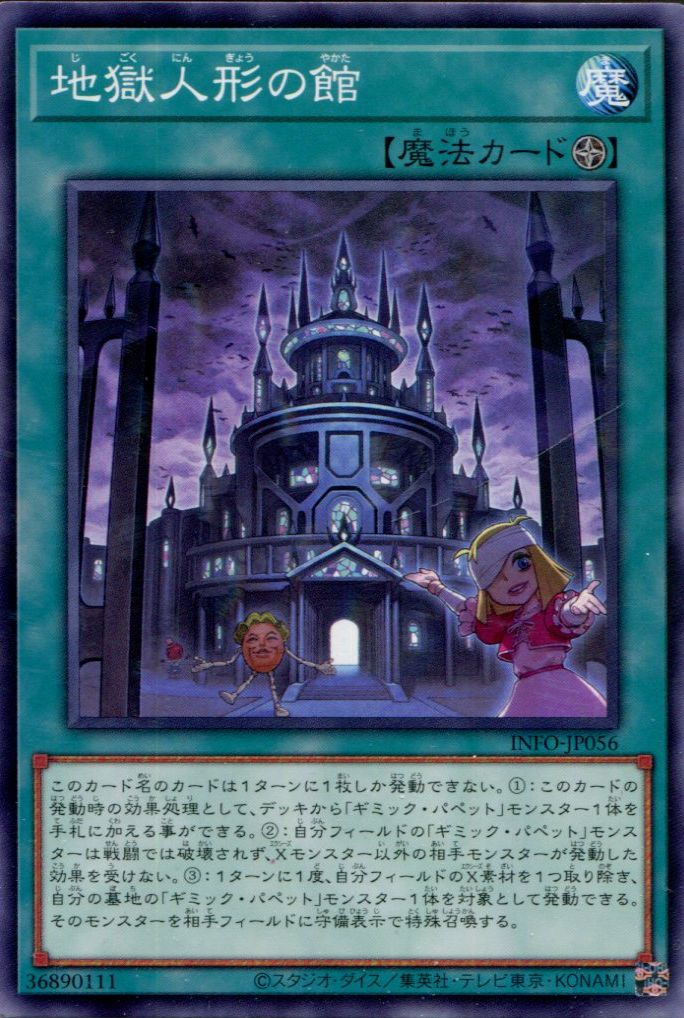 地獄人形の館
魔
【魔法カード】
INFO-JP056
このカード名のカードは1ターンに1枚しか発動できない。①:このカードの
発動時の効果処理として、デッキから「ギミック・パペット」モンスター1体を
手札に加える事ができる。②:自分フィールドの「ギミック・パペット」モンス
ターは戦闘では破壊されず、Xモンスター以外の相手モンスターが発動した
効果を受けない。③:1ターンに1度、自分フィールドのX素材を1つ取り除き、
自分の墓地の「ギミック・パペット」モンスター1体を対象として発動できる。
そのモンスターを相手フィールドに守備表示で特殊召喚する。
36890111
©スタジオ・ダイス/集英社・テレビ東京・KONAMI